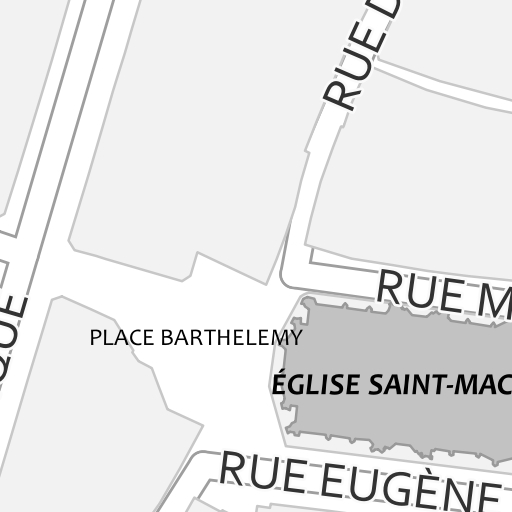 RUE D
RUE M
QUE
PLACE BARTHELEMY
ÉGLISE SAINT-MAC
RUE EUGÈNE